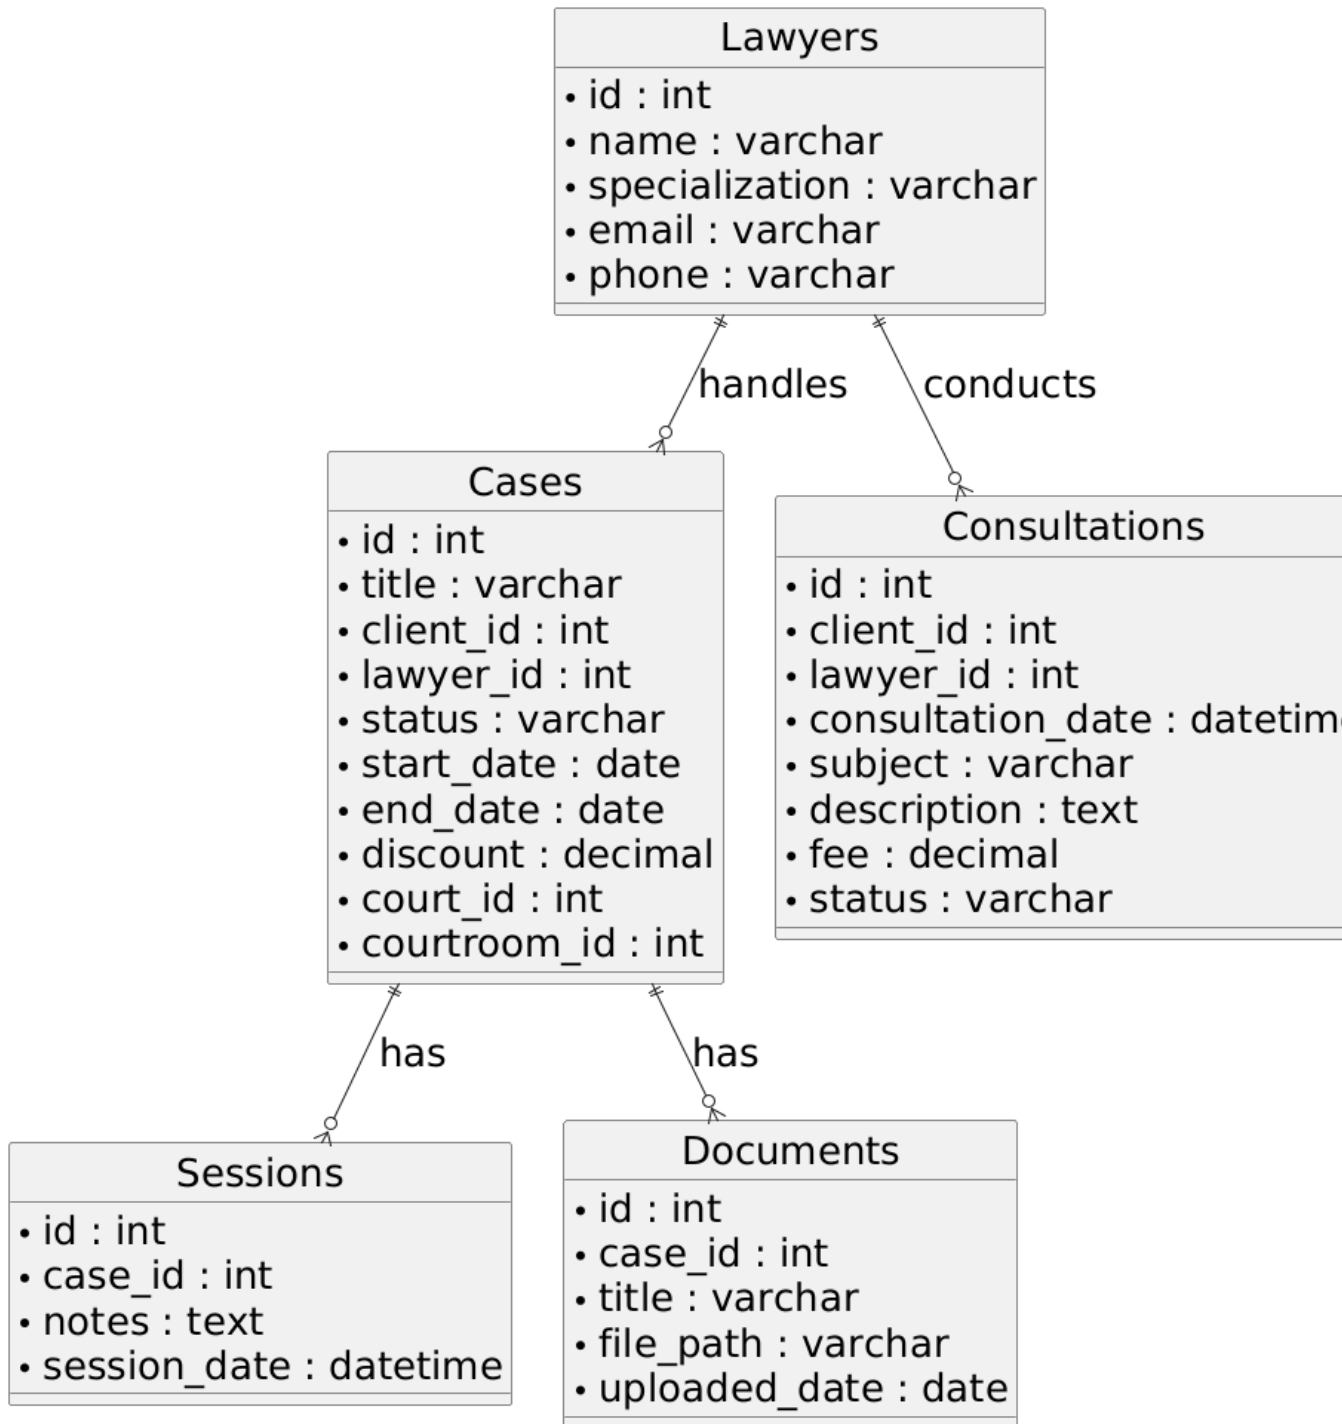 Lawyers
• id : int
• name : varchar
• specialization : varchar
• email : varchar
• phone : varchar
handles
conducts
Cases
• id : int
• title : varchar
• client_id : int
• lawyer_id : int
• status : varchar
• start_date : date
• end_date : date
• discount : decimal
• court_id : int
• courtroom_id : int
Consultations
• id : int
• client_id : int
• lawyer_id : int
• consultation_date : datetim
• subject : varchar
• description : text
• fee : decimal
• status : varchar
has
has
Sessions
• id : int
• case_id : int
• notes : text
• session_date : datetime
Documents
• id : int
• case_id : int
• title : varchar
• file_path : varchar
• uploaded_date : date